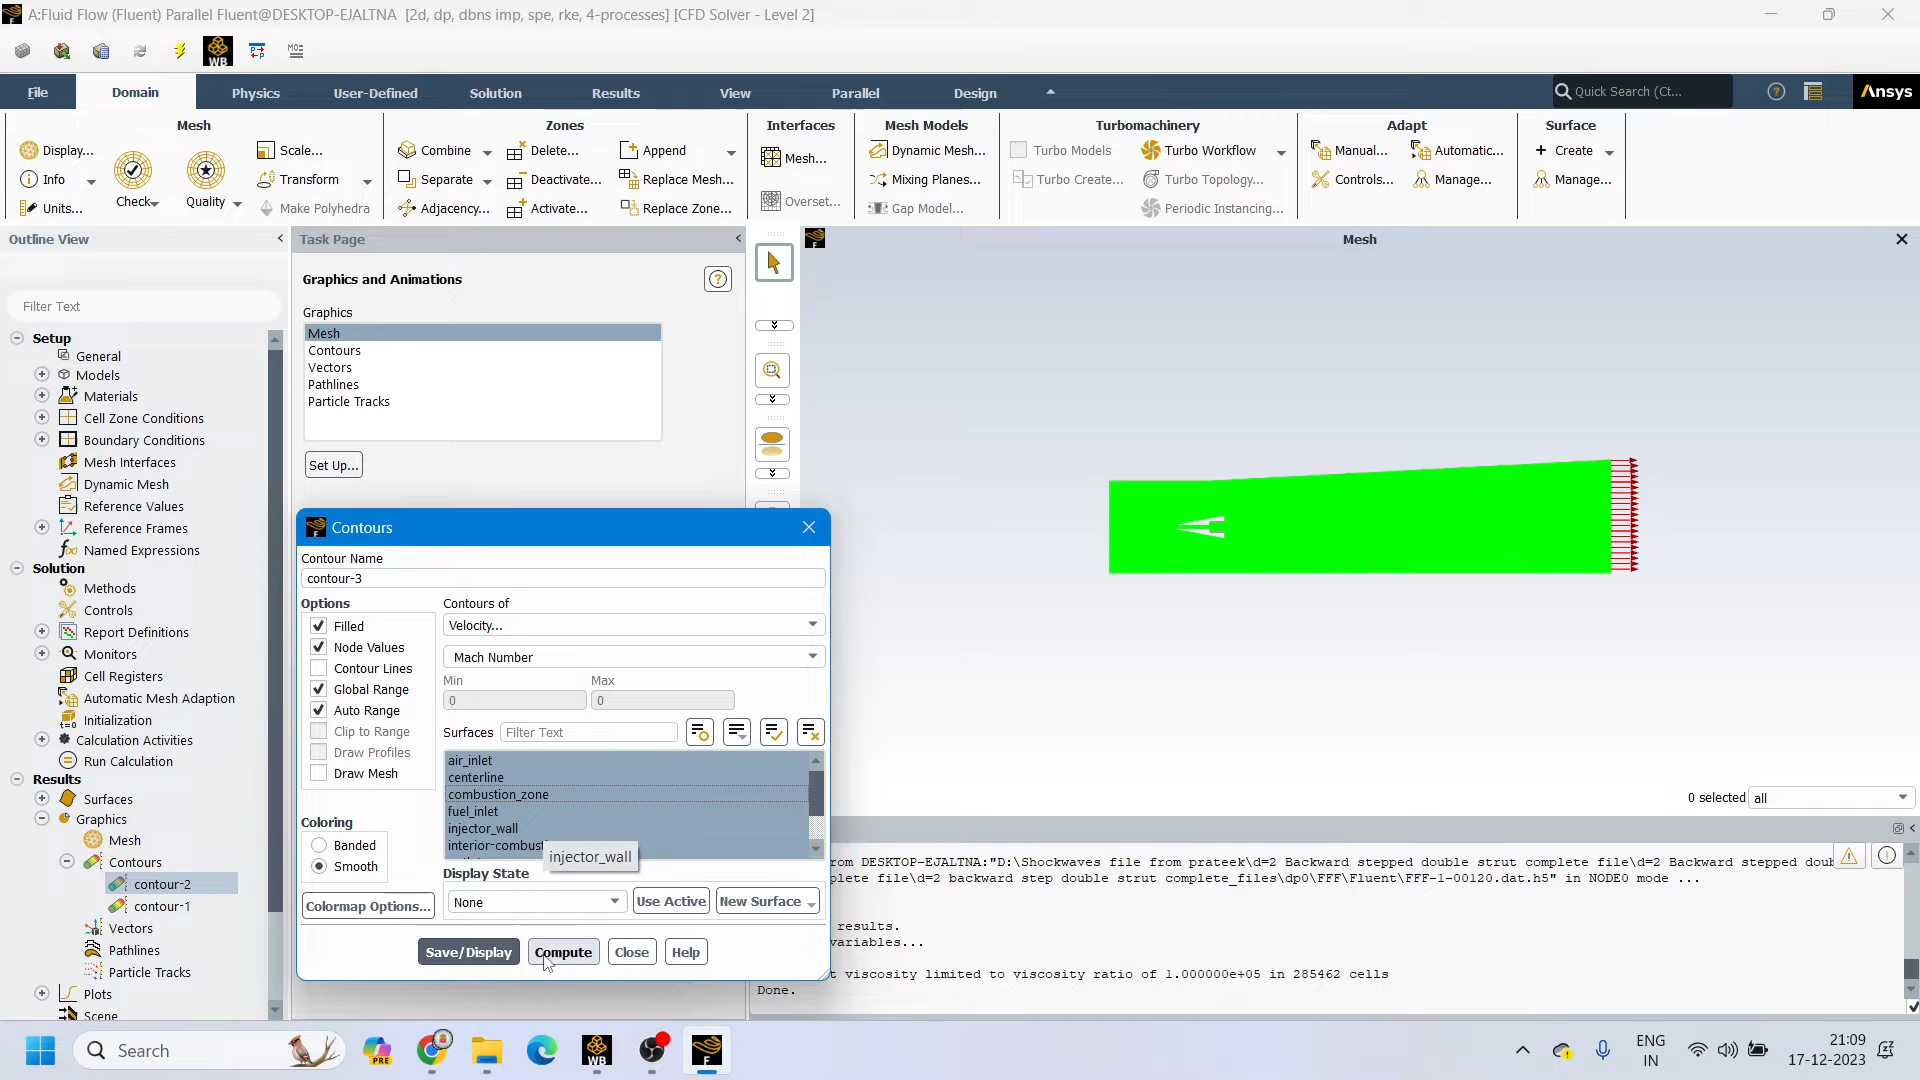 A:Fluid Flow (Fluent) Parallel Fluent@DESKTOP-EJALTNA [2d, dp, dbns imp, spe, rke, 4-processes] [CFD Solver - Level 2]
WB
File
Domain
Physics
User-Defined
Solution
Results
View
Parallel
Design
Quick Search (Ct...
Ansys
Mesh
Display...
Info
Units...
Check
Quality
Scale...
Transform
Make Polyhedra
Zones
Combine
Separate
Adjacency...
Delete...
Deactivate...
Activate...
Append
Replace Mesh...
Replace Zone...
Interfaces
Mesh...
Overset...
Mesh Models
Dynamic Mesh...
Mixing Planes...
Gap Model...
Turbomachinery
Turbo Models
Turbo Create...
Turbo Workflow
Turbo Topology...
Periodic Instancing...
Adapt
Manual...
Controls...
Automatic...
Manage...
Surface
+ Create
Manage...
Outline View
Filter Text
Setup
General
Models
Materials
Cell Zone Conditions
Boundary Conditions
Mesh Interfaces
Dynamic Mesh
Reference Values
Reference Frames
Named Expressions
Solution
Methods
Controls
Report Definitions
Monitors
Cell Registers
Automatic Mesh Adaption
Initialization
Calculation Activities
Run Calculation
Results
Surfaces
Graphics
Mesh
Contours
contour-2
contour-1
Vectors
Pathlines
Particle Tracks
Plots
Scene
Task Page
Graphics and Animations
Graphics
Mesh
Contours
Vectors
Pathlines
Particle Tracks
Set Up...
Contours
Contour Name
contour-3
Options
Filled
Node Values
Contour Lines
Global Range
Auto Range
Clip to Range
Draw Profiles
Draw Mesh
Coloring
Banded
Smooth
Colormap Options...
Contours of
Velocity...
Mach Number
Min
Max
0
0
Surfaces
Filter Text
air_inlet
centerline
combustion_zone
fuel_inlet
injector_wall
interior-combust
injector_wall
Display State
None
Use Active
New Surface
Save/Display
Compute
Close
Help
Mesh
0 selected
all
om DESKTOP-EJALTNA:"D:\Shockwaves file from prateek\d=2 Backward stepped double strut complete file\d=2 Backward stepped doub
plete file\d=2 backward step double strut complete_files\dp0\FFF\Fluent\FFF-1-00120.dat.h5" in NODE0 mode ...
results.
variables...
t viscosity limited to viscosity ratio of 1.000000e+05 in 285462 cells
Done.
Search
PRE
WB
ENG
IN
21:09
17-12-2023